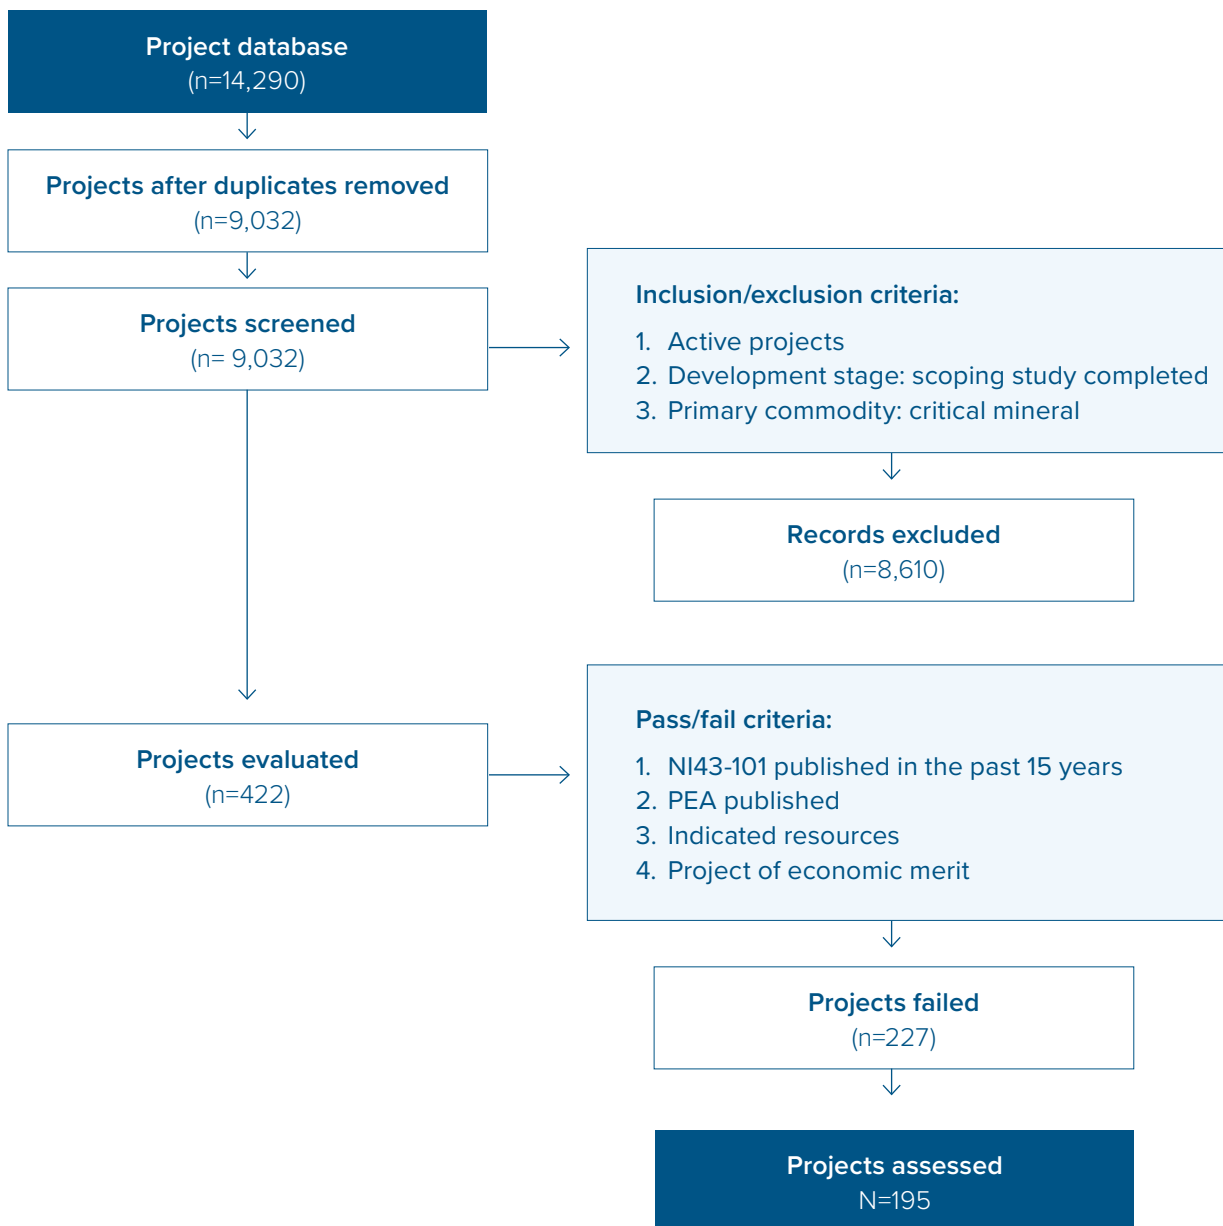 Project database
(n=14,290)
Projects after duplicates removed
(n=9,032)
Projects screened
(n= 9,032)
Inclusion/exclusion criteria:
1. Active projects
2. Development stage: scoping study completed
3. Primary commodity: critical mineral
Records excluded
(n=8,610)
Projects evaluated
(n=422)
Pass/fail criteria:
1. NI43-101 published in the past 15 years
2. PEA published
3. Indicated resources
4. Project of economic merit
Projects failed
(n=227)
Projects assessed
N=195